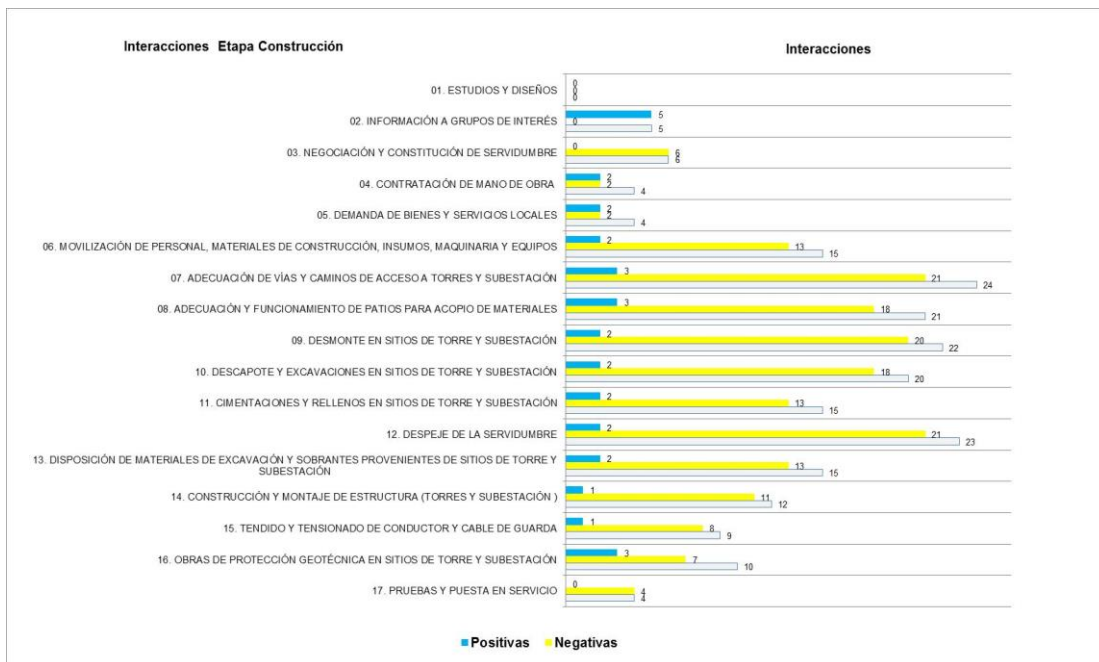 Interacciones Etapa Construcción
Interacciones
01. ESTUDIOS Y DISEÑOS
0
0
0
02. INFORMACIÓN A GRUPOS DE INTERÉS
5
0
5
03. NEGOCIACIÓN Y CONSTITUCIÓN DE SERVIDUMBRE
0
6
6
04. CONTRATACIÓN DE MANO DE OBRA
2
2
4
05. DEMANDA DE BIENES Y SERVICIOS LOCALES
2
2
4
06. MOVILIZACIÓN DE PERSONAL, MATERIALES DE CONSTRUCCIÓN, INSUMOS, MAQUINARIA Y EQUIPOS
2
13
15
07. ADECUACIÓN DE VÌAS Y CAMINOS DE ACCESO A TORRES Y SUBESTACIÓN
3
21
24
08. ADECUACIÓN Y FUNCIONAMIENTO DE PATIOS PARA ACOPIO DE MATERIALES
3
18
21
09. DESMONTE EN SITIOS DE TORRE Y SUBESTACIÓN
2
20
22
10. DESCAPOTE Y EXCAVACIONES EN SITIOS DE TORRE Y SUBESTACIÓN
2
18
20
11. CIMENTACIONES Y RELLENOS EN SITIOS DE TORRE Y SUBESTACIÓN
2
13
15
12. DESPEJE DE LA SERVIDUMBRE
2
21
23
13. DISPOSICIÓN DE MATERIALES DE EXCAVACIÓN Y SOBRANTES PROVENIENTES DE SITIOS DE TORRE Y
SUBESTACIÓN
2
13
15
14. CONSTRUCCIÓN Y MONTAJE DE ESTRUCTURA (TORRES Y SUBESTACIÓN )
1
11
12
15. TENDIDO Y TENSIONADO DE CONDUCTOR Y CABLE DE GUARDA
1
8
9
16. OBRAS DE PROTECCIÓN GEOTÉCNICA EN SITIOS DE TORRE Y SUBESTACIÓN
3
7
10
17. PRUEBAS Y PUESTA EN SERVICIO
0
4
4
Positivas Negativas